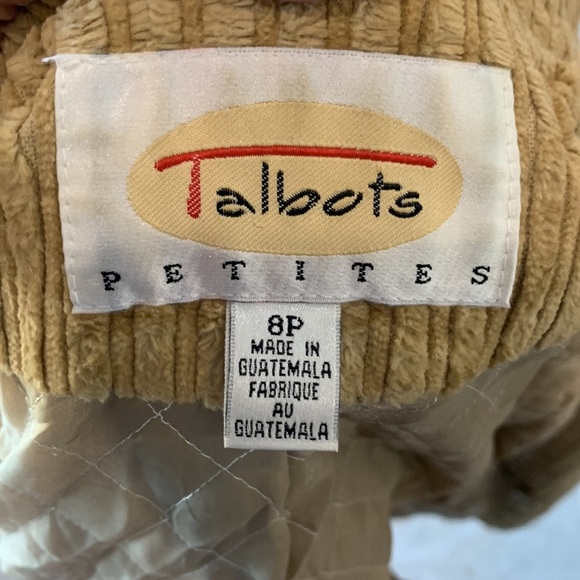 Talbots
PETITES
8P
MADE IN
GUATEMALA
FABRIQUE
AU
GUATEMALA